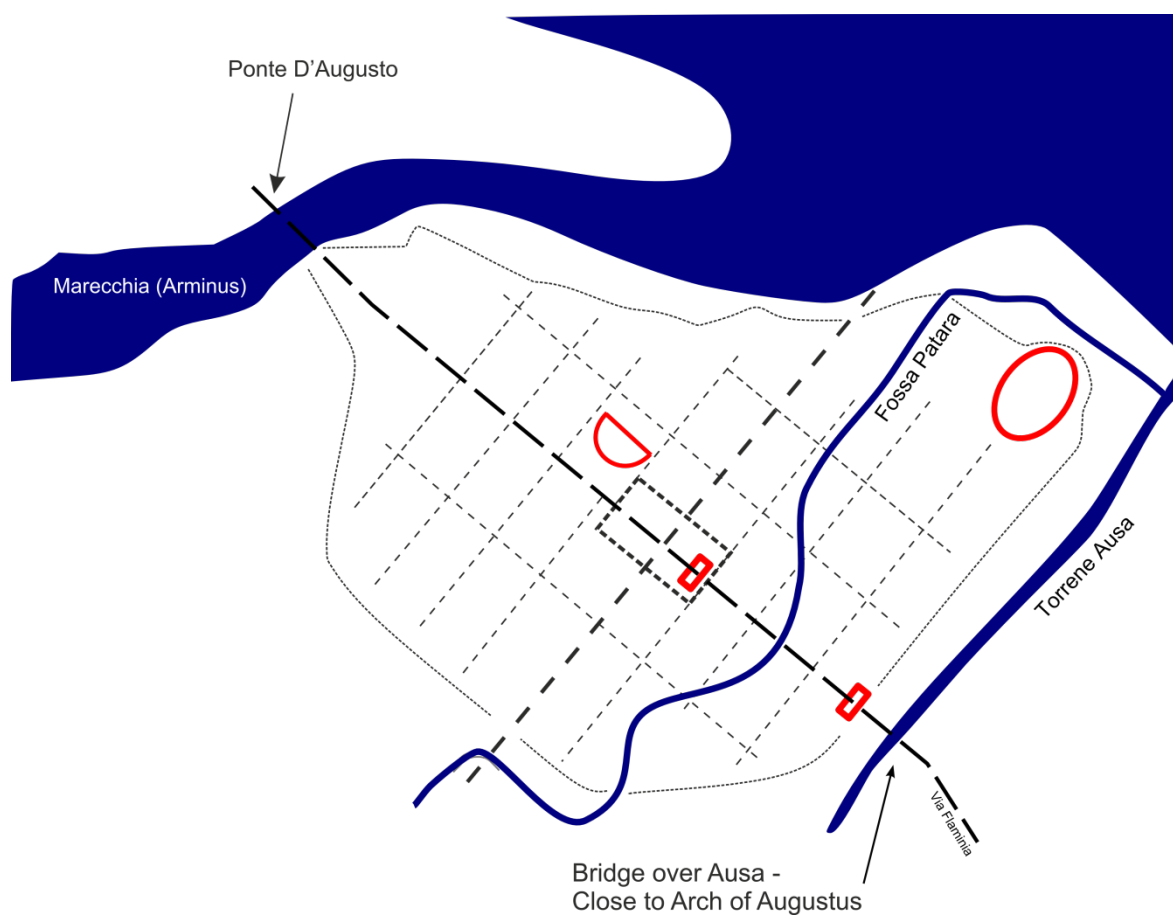 Ponte D'Augusto
Marecchia (Arminus)
Fossa Patara
Torrene Ausa
Via Flaminia
Bridge over Ausa -
Close to Arch of Augustus